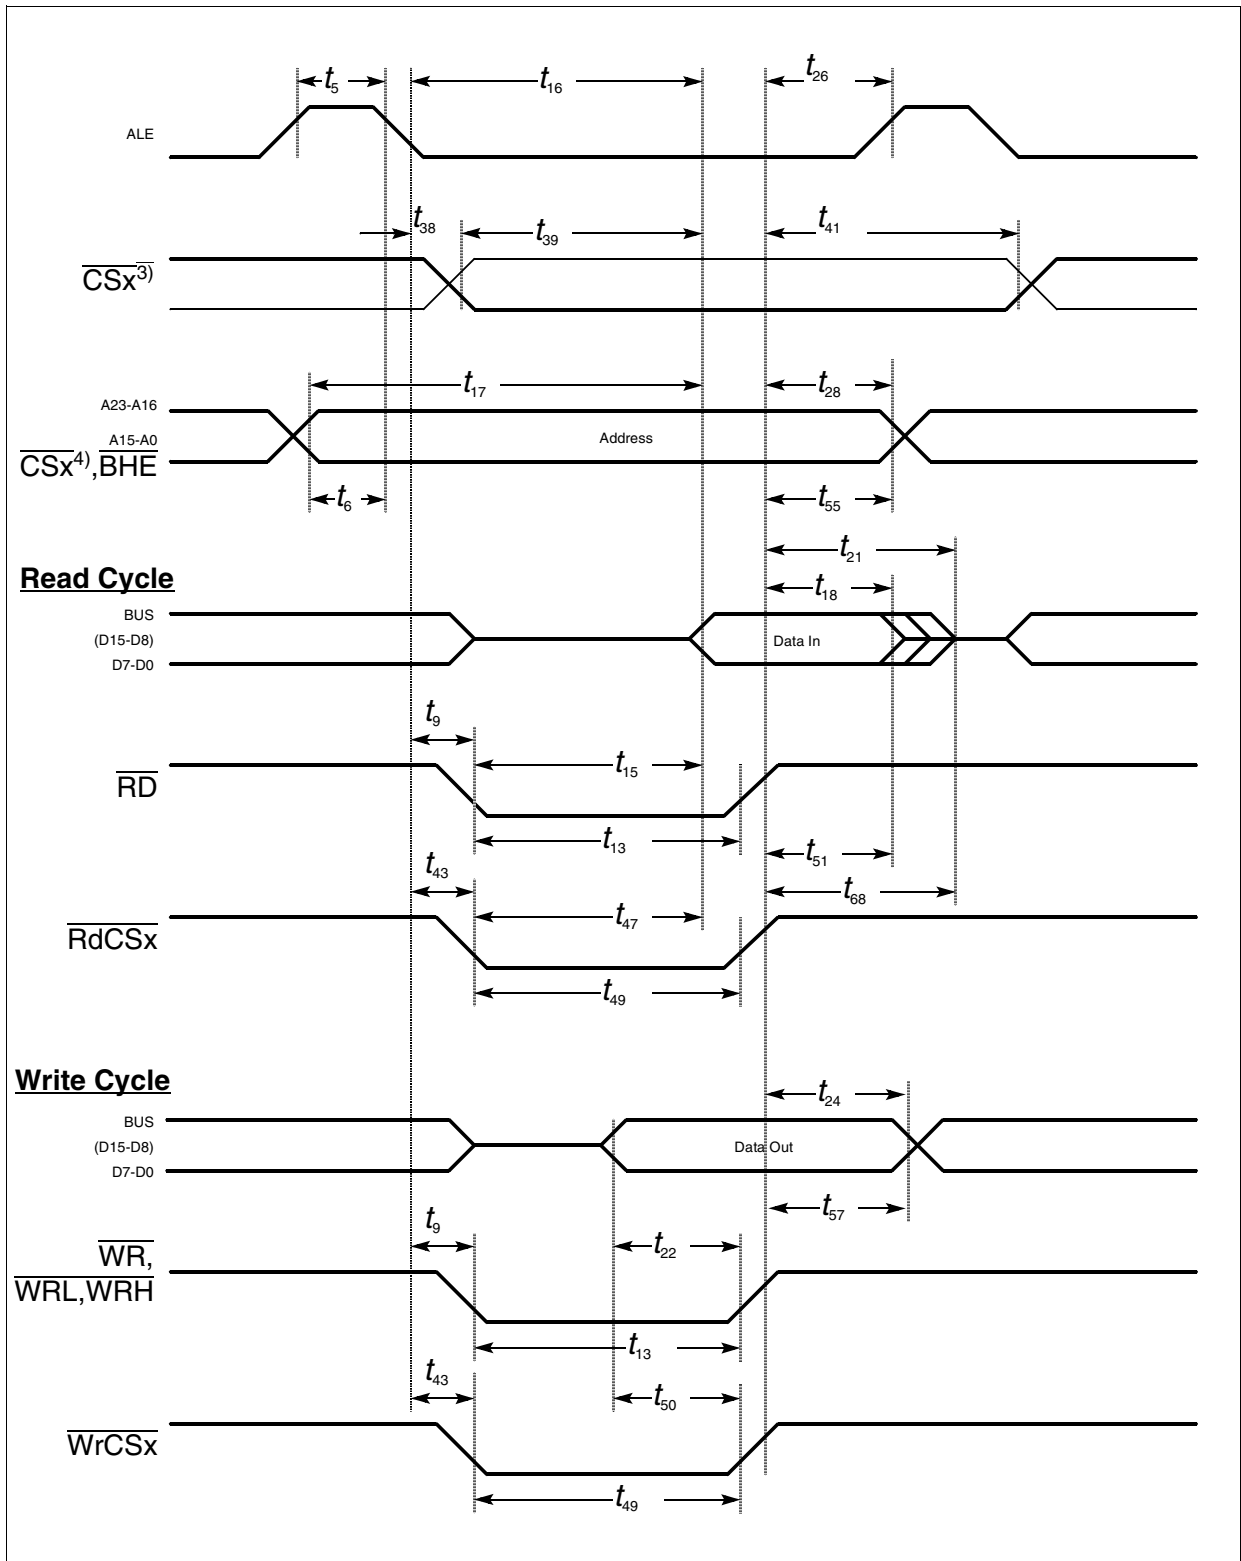 t5 t16 t26
ALE
t38 t39 t41
CSx3)
t17 t28
A23-A16
A15-A0 Address
CSx4),BHE
t6 t55
t21
Read Cycle t18
BUS
(D15-D8) Data In
D7-D0
t9
t15
RD
t13 t51
t43 t68
t47
RdCSx
t49
Write Cycle
t24
BUS
(D15-D8) Data Out
D7-D0
t57
t9 t22
WR,
WRL,WRH
t13
t43 t50
WrCSx
t49